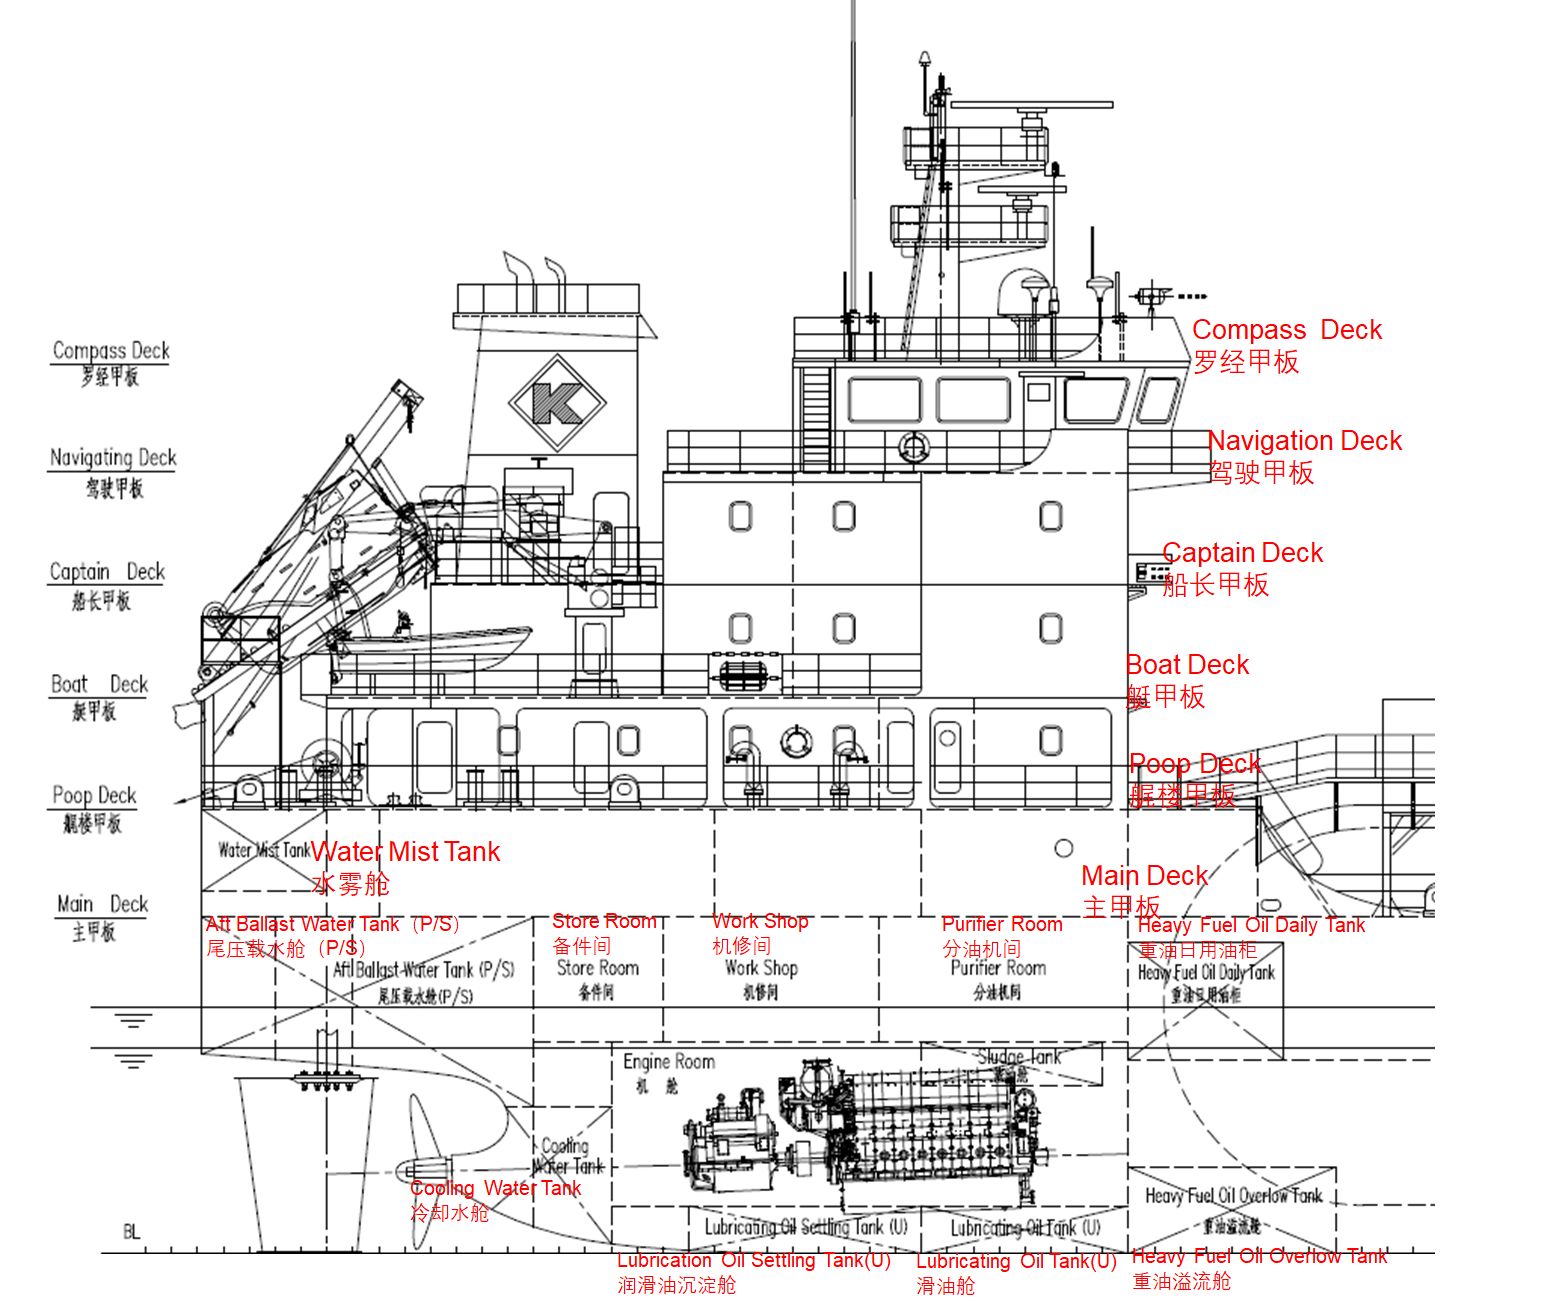 Compass Deck
罗经甲板
Compass Deck
罗经甲板
K
Navigating Deck
驾驶甲板
Navigation Deck
驾驶甲板
Captain Deck
船长甲板
Captain Deck
船长甲板
Boat Deck
艇甲板
Boat Deck
艇甲板
Poop Deck
艉楼甲板
Poop Deck
艉楼甲板
Water Mist Tank
Water Mist Tank
水雾舱
Main Deck
主甲板
Main Deck
主甲板
Aft Ballast Water Tank（P/S）
尾压载水舱（P/S）
Store Room
备件间
Work Shop
机修间
Purifier Room
分油机间
Heavy Fuel Oil Daily Tank
重油日用油柜
Aft Ballast Water Tank (P/S)
尾压载水舱(P/S)
Store Room
备件间
Work Shop
机修间
Purifier Room
分油机间
Heavy Fuel Oil Daily Tank
重油日用油柜
Engine Room
机 舱
Sludge Tank
Cooling
Water Tank
Cooling Water Tank
冷却水舱
Heavy Fuel Oil Overlow Tank
重油溢流舱
Lubricating Oil Settling Tank (U)
Lubricating Oil Tank (U)
BL
Lubrication Oil Settling Tank(U)
润滑油沉淀舱
Lubricating Oil Tank(U)
滑油舱
Heavy Fuel Oil Overlow Tank
重油溢流舱